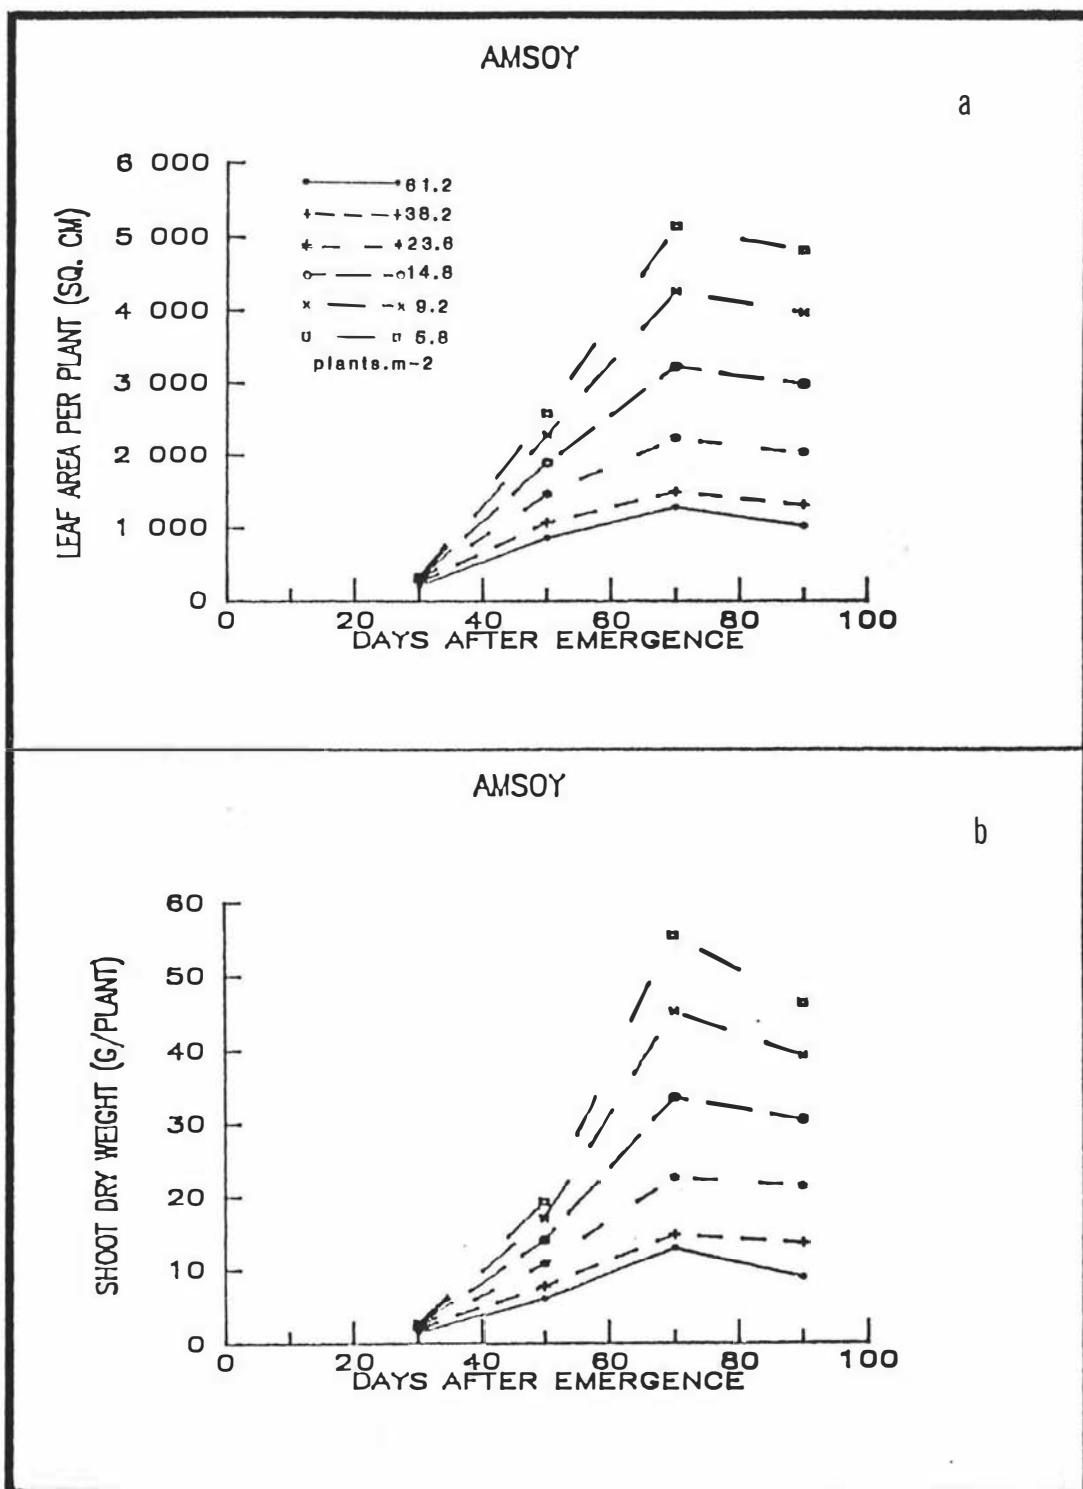 AMSOY
a
6 000
5 000
4 000
3 000
2 000
1 000
0
LEAF AREA PER PLANT (SQ. CM)
61.2
38.2
23.6
14.8
9.2
5.8
plants.m-2
0 20 40 60 80 100
DAYS AFTER EMERGENCE
AMSOY
b
60
50
40
30
20
10
0
SHOOT DRY WEIGHT (G/PLANT)
0 20 40 60 80 100
DAYS AFTER EMERGENCE